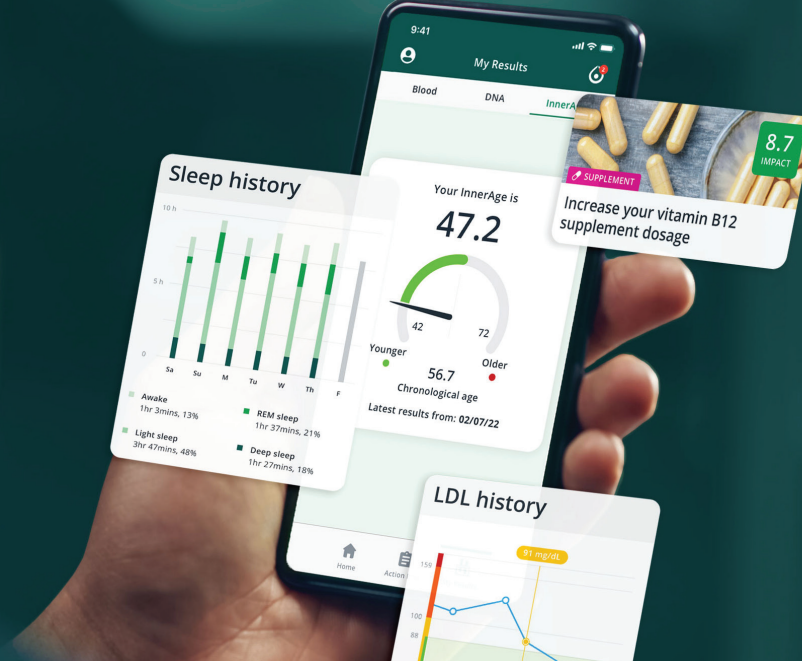 9:41
My Results
2
Blood
DNA
InnerA
8.7
IMPACT
SUPPLEMENT
Increase your vitamin B12
supplement dosage
Your InnerAge is
47.2
42
72
Younger
Older
56.7
Chronological age
Latest results from: 02/07/22
Sleep history
10 h
5 h
0
Sa
Su
M
Tu
W
Th
F
Awake
1hr 3mins, 13%
REM sleep
1hr 37mins, 21%
Light sleep
3hr 47mins, 48%
Deep sleep
1hr 27mins, 18%
Home
Action
LDL history
91 mg/dL
159
100
88